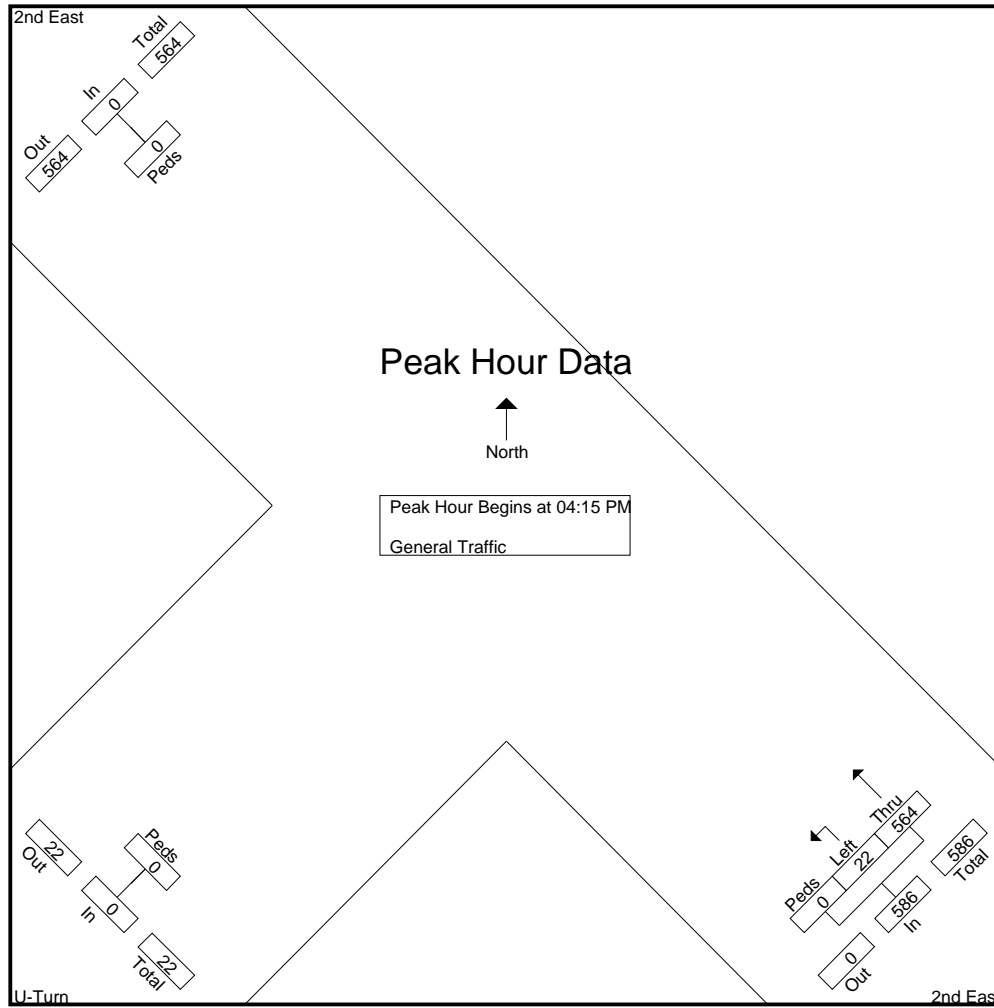 2nd East
Total
564
In
0
Out
564
0
Peds
Peak Hour Data
North
Peak Hour Begins at 04:15 PM
General Traffic
Peds
0
22
Out
0
In
22
Total
Thru
564
Left
22
Peds
0
586
Total
586
In
0
Out
U-Turn
2nd Eas